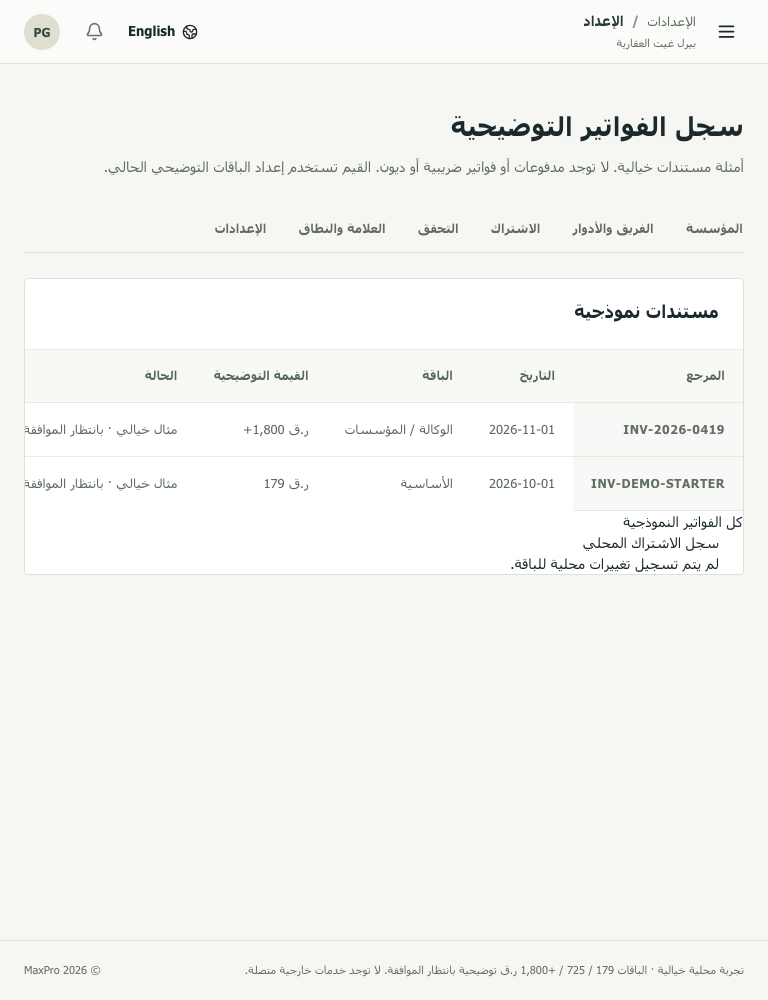 الإعدادات / الإعداد
بيرل غيت العقارية
English
PG
سجل الفواتير التوضيحية
أمثلة مستندات خيالية. لا توجد مدفوعات أو فواتير ضريبية أو ديون. القيم تستخدم إعداد الباقات التوضيحي الحالي.
المؤسسة الفريق والأدوار الاشتراك التحقق العلامة والنطاق الإعدادات
مستندات نموذجية
المرجع التاريخ الباقة القيمة التوضيحية الحالة
INV-2026-0419 2026-11-01 الوكالة / المؤسسات ر.ق 1,800+ مثال خيالي · بانتظار الموافقة
INV-DEMO-STARTER 2026-10-01 الأساسية ر.ق 179 مثال خيالي · بانتظار الموافقة
كل الفواتير النموذجية
سجل الاشتراك المحلي
لم يتم تسجيل تغييرات محلية للباقة.
تجربة محلية خيالية · الباقات 179 / 725 / 1,800+ ر.ق توضيحية بانتظار الموافقة. لا توجد خدمات خارجية متصلة.
© 2026 MaxPro